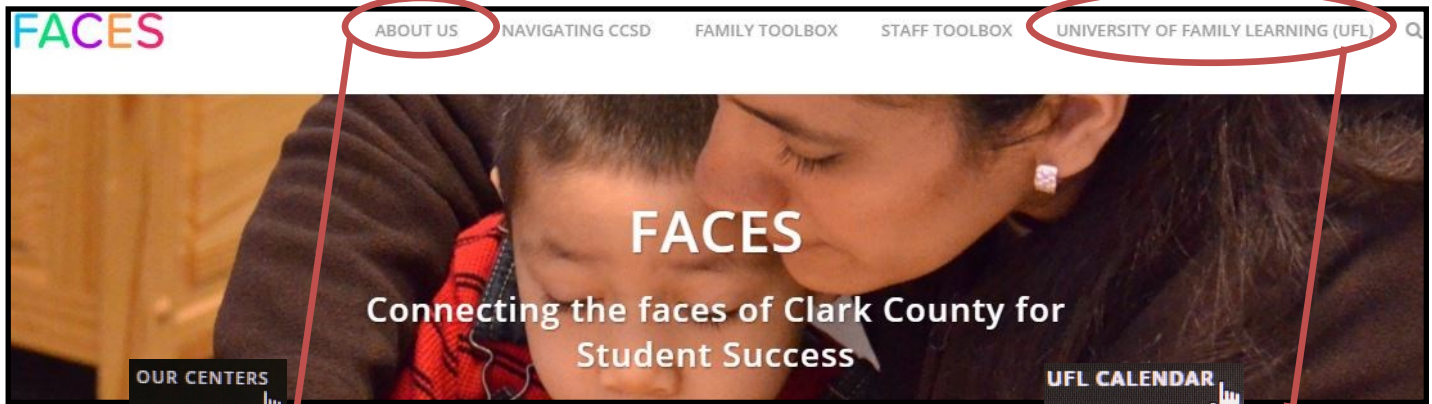 FACES
ABOUT US NAVIGATING CCSD FAMILY TOOLBOX STAFF TOOLBOX UNIVERSITY OF FAMILY LEARNING (UFL)
FACES
Connecting the faces of Clark County for
Student Success
OUR CENTERS
UFL CALENDAR